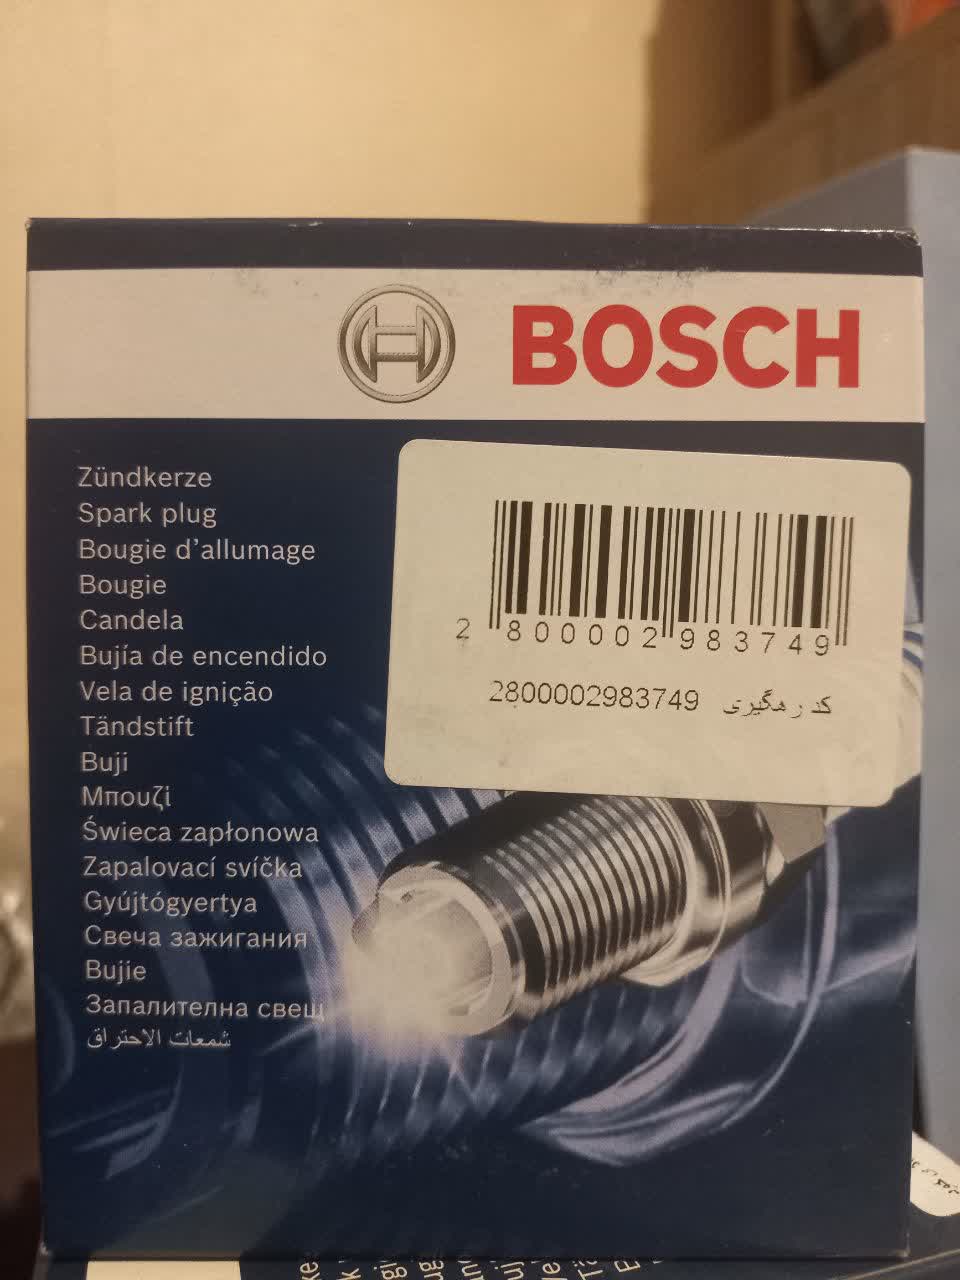 BOSCH
Zündkerze
Spark plug
Bougie d'allumage
Bougie
Candela
Bujía de encendido
Vela de ignição
Tändstift
Buji
Μπουζί
Świeca zapłonowa
Zapalovací svíčka
Gyújtógyertya
Свеча зажигания
Bujie
Запалителна свещ
شمعات الاحتراق
2 800002 983749
کد رهگیری 2800002983749